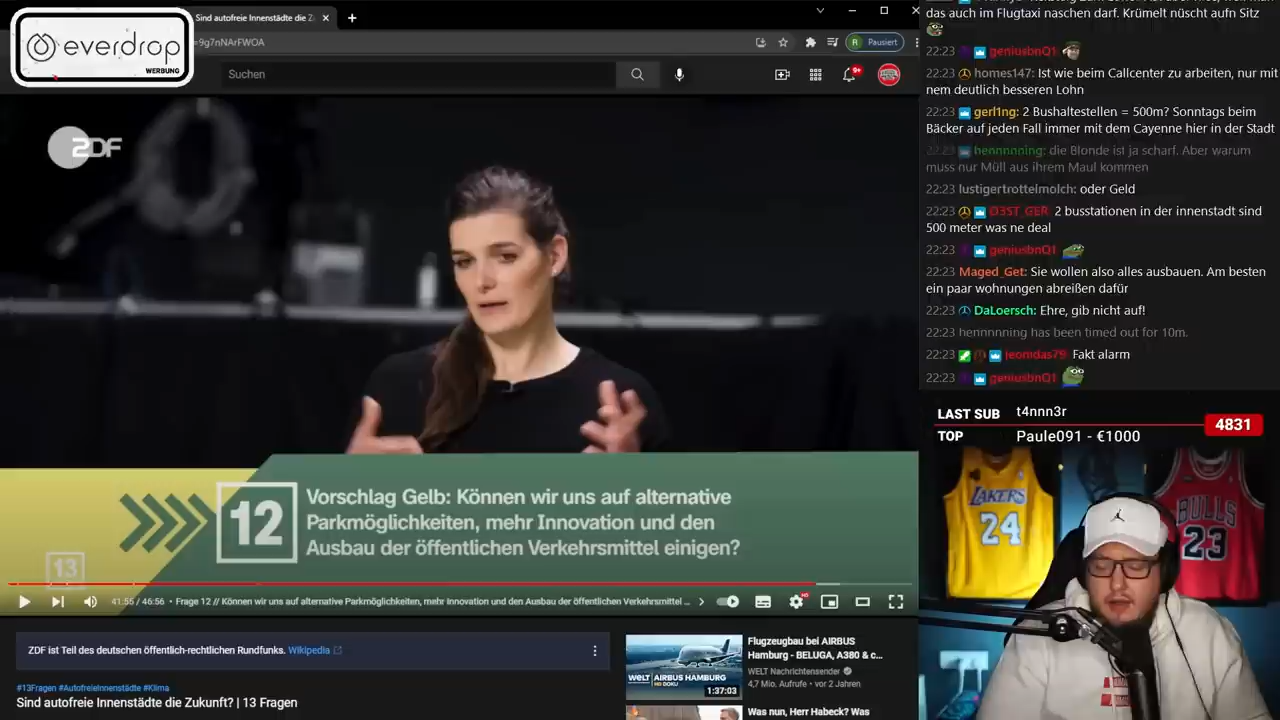 everdrop
WERBUNG
Sind autofreie Innenstädte die Z
=9g7nNArFWOA
Pausiert
Suchen
9+
ZDF
12
Vorschlag Gelb: Können wir uns auf alternative
Parkmöglichkeiten, mehr Innovation und den
Ausbau der öffentlichen Verkehrsmittel einigen?
13
41:55 / 46:56 • Frage 12 // Können wir uns auf alternative Parkmöglichkeiten, mehr Innovation und den Ausbau der öffentlichen Verkehrsmittel ...
ZDF ist Teil des deutschen öffentlich-rechtlichen Rundfunks. Wikipedia
#13Fragen #AutofreieInnenstädte #Klima
Sind autofreie Innenstädte die Zukunft? | 13 Fragen
WELT AIRBUS HAMBURG
HD DOKU
1:37:03
Flugzeugbau bei AIRBUS
Hamburg - BELUGA, A380 & c...
WELT Nachrichtensender
4,7 Mio. Aufrufe • vor 2 Jahren
Was nun, Herr Habeck? Was
das auch im Flugtaxi naschen darf. Krümelt nüscht aufn Sitz
22:23 geniusbnQ1
22:23 homes147: Ist wie beim Callcenter zu arbeiten, nur mit
nem deutlich besseren Lohn
22:23 gerl1ng: 2 Bushaltestellen = 500m? Sonntags beim
Bäcker auf jeden Fall immer mit dem Cayenne hier in der Stadt
22:23 hennnnning: die Blonde ist ja scharf. Aber warum
muss nur Müll aus ihrem Maul kommen
22:23 lustigertrottelmolch: oder Geld
22:23 O3ST_GER 2 busstationen in der innenstadt sind
500 meter was ne deal
22:23 geniusbnQ1
22:23 Maged_Get: Sie wollen also alles ausbauen. Am besten
ein paar wohnungen abreißen dafür
22:23 DaLoersch: Ehre, gib nicht auf!
22:23 hennnnning has been timed out for 10m.
22:23 leonidas79 Fakt alarm
22:23 geniusbnQ1
LAST SUB t4nnn3r
4831
TOP Paule091 - €1000
LAKERS
24
BULLS
23